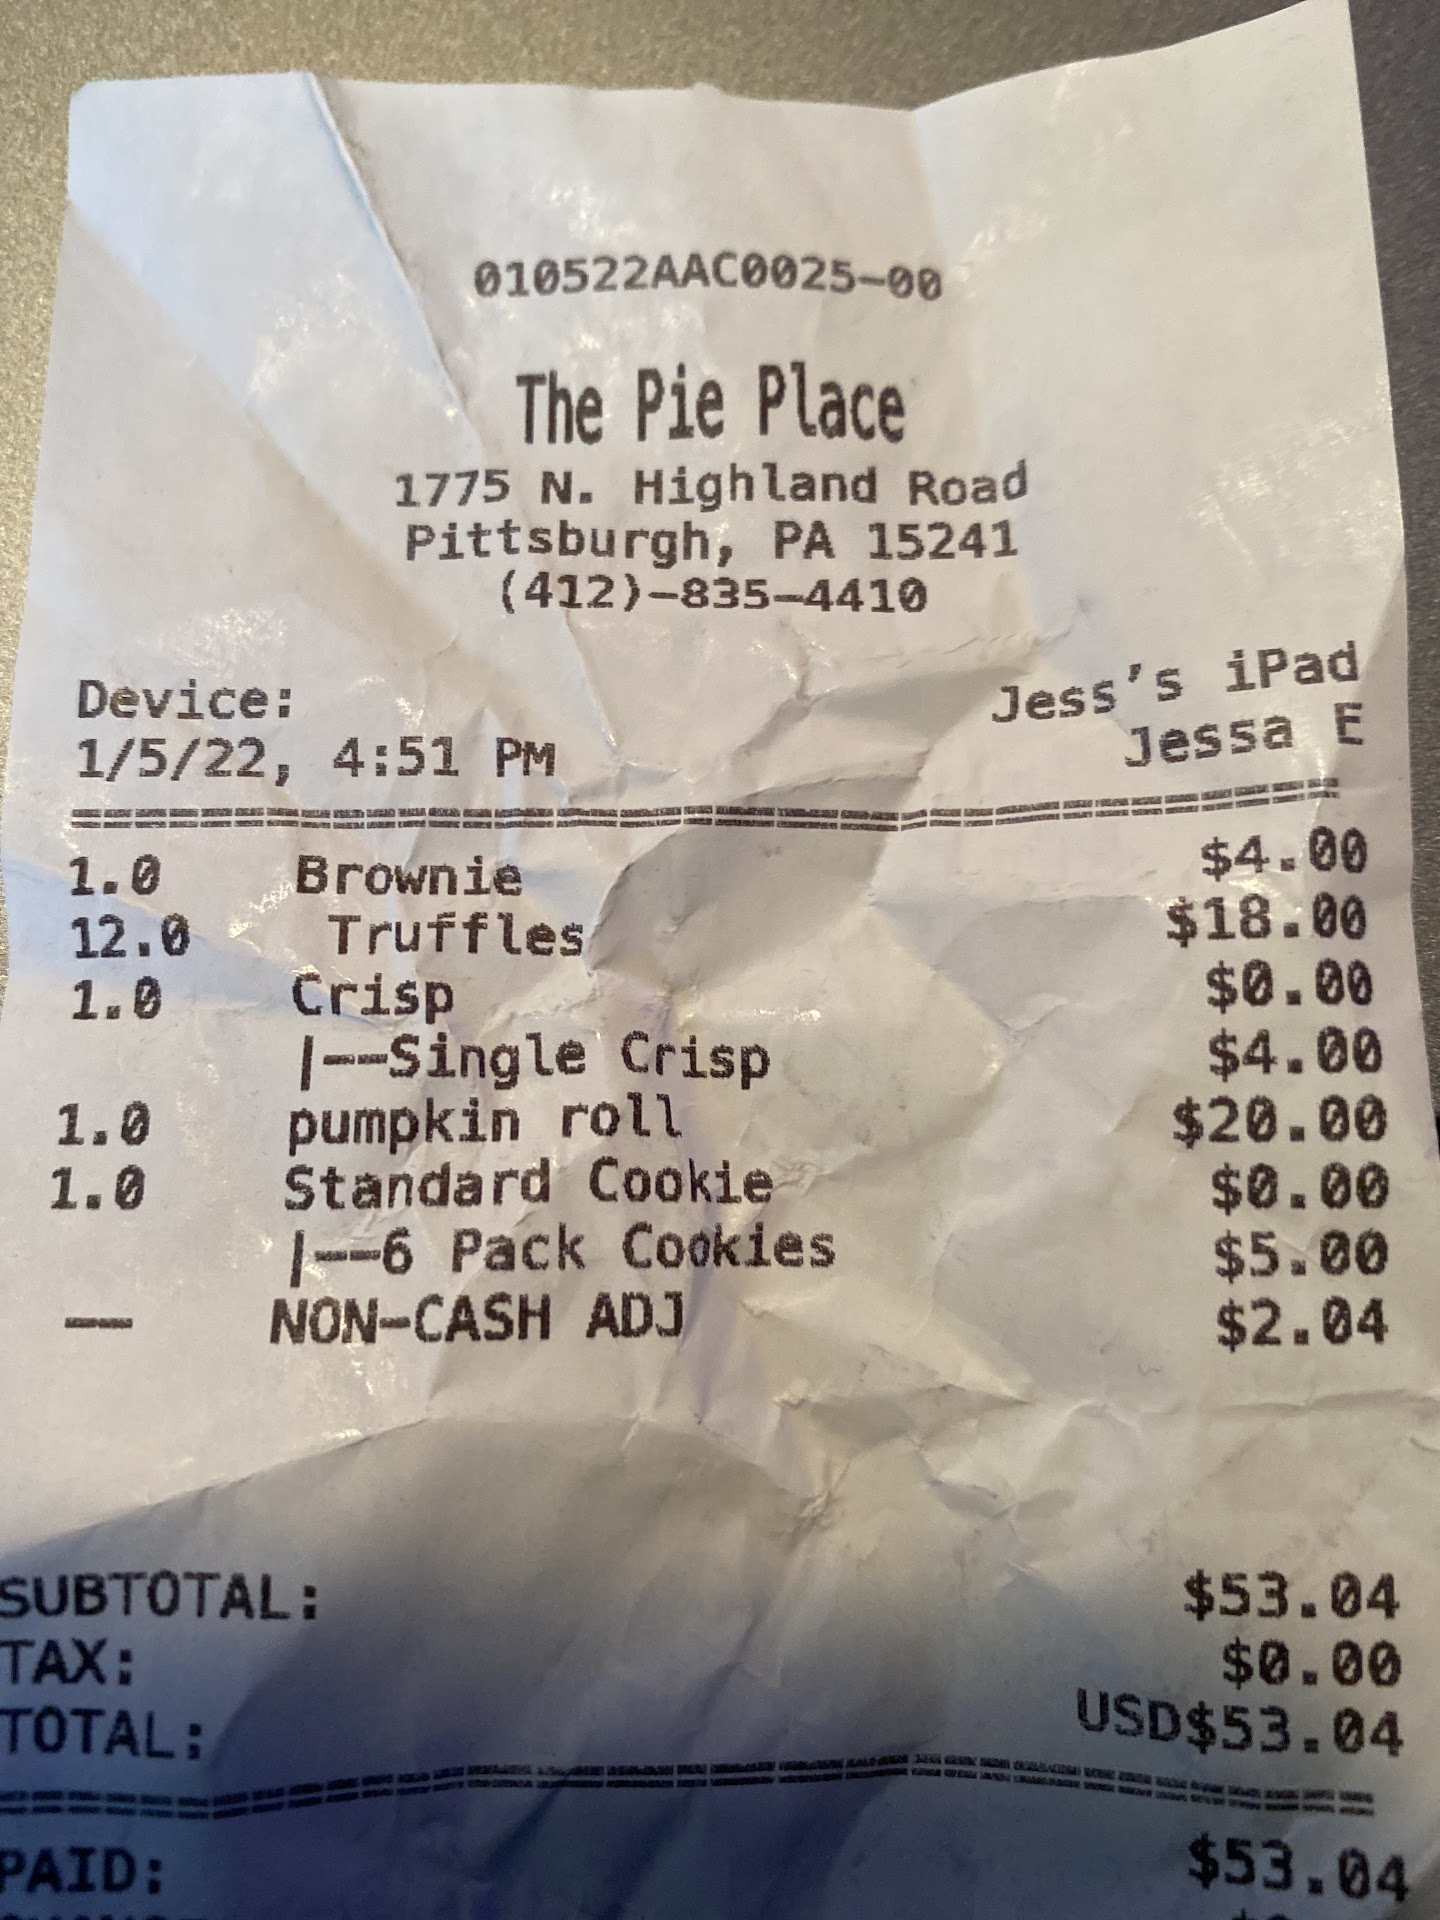 010522AAC0025-00
The Pie Place
1775 N. Highland Road
Pittsburgh, PA 15241
(412)-835-4410
Device: Jess's iPad
1/5/22, 4:51 PM Jessa E
1.0 Brownie $4.00
12.0 Truffles $18.00
1.0 Crisp $0.00
|--Single Crisp $4.00
1.0 pumpkin roll $20.00
1.0 Standard Cookie $0.00
|--6 Pack Cookies $5.00
-- NON-CASH ADJ $2.04
SUBTOTAL: $53.04
TAX: $0.00
TOTAL: USD$53.04
PAID: $53.04